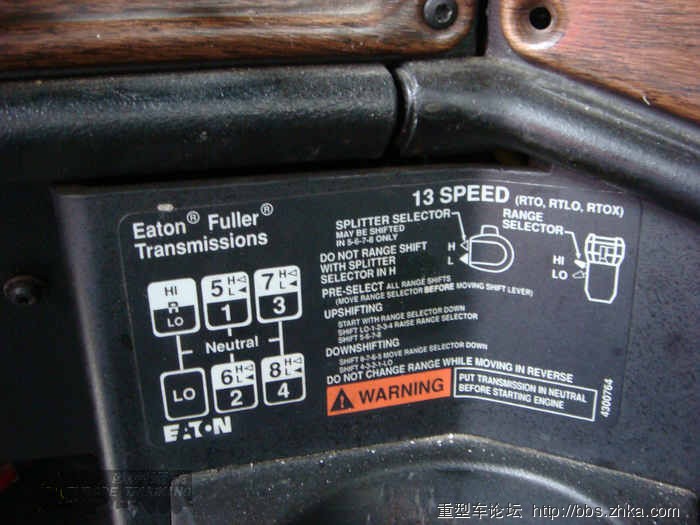 13 SPEED (RTO, RTLO, RTOX)
Eaton® Fuller®
Transmissions
HI
R
LO
5 H L
1
7 H L
3
Neutral
LO
6 H L
2
8 H L
4
EATON
SPLITTER SELECTOR
MAY BE SHIFTED
IN 5-6-7-8 ONLY
H
L
RANGE
SELECTOR
HI
LO
DO NOT RANGE SHIFT
WITH SPLITTER
SELECTOR IN H
PRE-SELECT ALL RANGE SHIFTS
(MOVE RANGE SELECTOR BEFORE MOVING SHIFT LEVER)
UPSHIFTING
START WITH RANGE SELECTOR DOWN
SHIFT LO-1-2-3-4 RAISE RANGE SELECTOR
SHIFT 5-6-7-8
DOWNSHIFTING
SHIFT 8-7-6-5 MOVE RANGE SELECTOR DOWN
SHIFT 4-3-2-1-LO
DO NOT CHANGE RANGE WHILE MOVING IN REVERSE
WARNING
PUT TRANSMISSION IN NEUTRAL
BEFORE STARTING ENGINE
4300764
重型车论坛 http://bbs.zhka.com